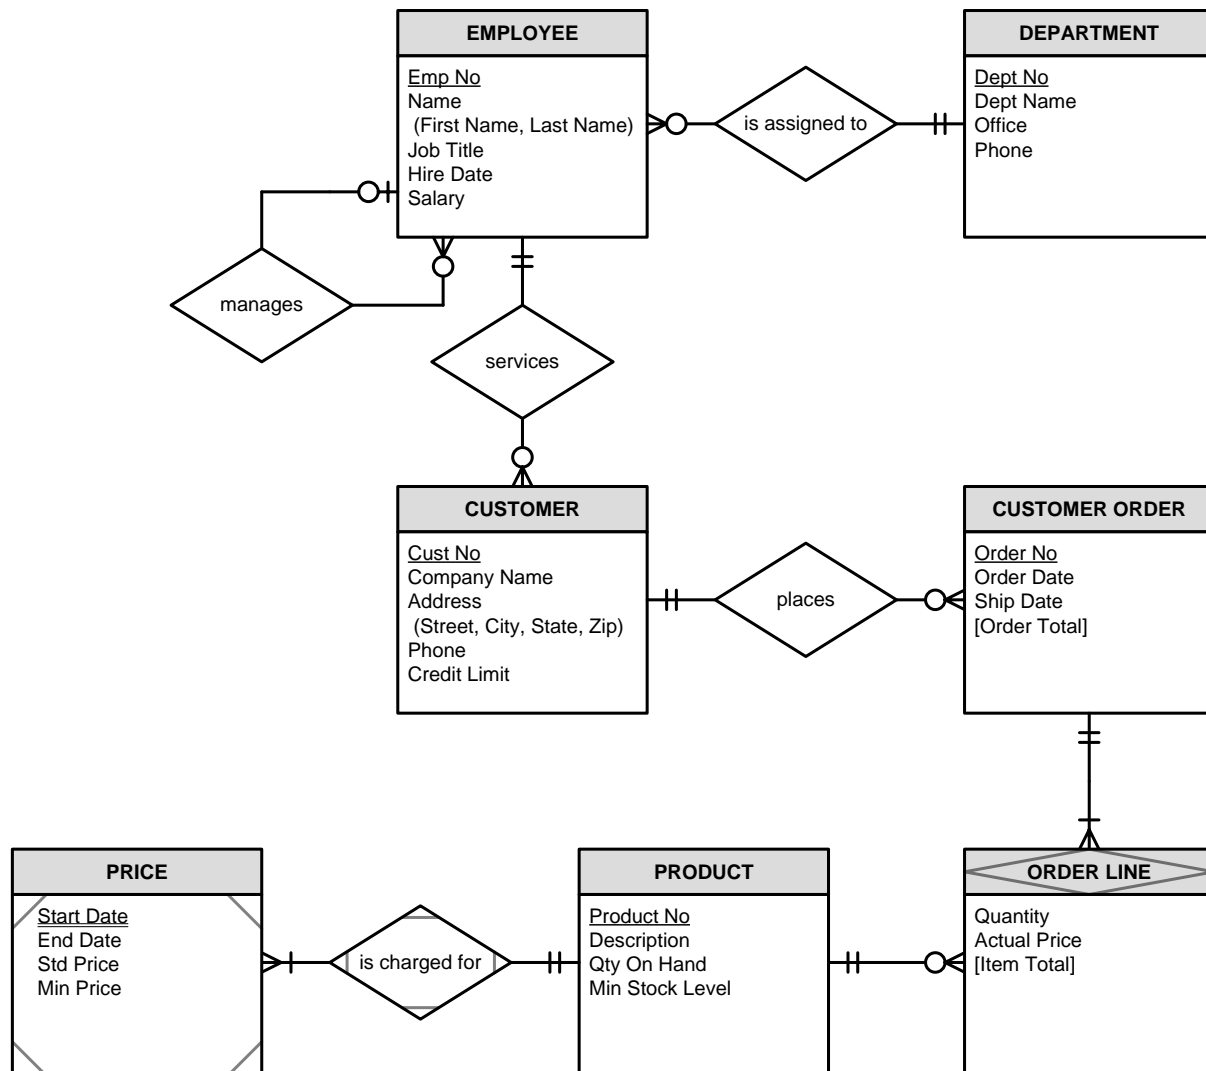 EMPLOYEE
Emp No
Name
(First Name, Last Name)
Job Title
Hire Date
Salary
is assigned to
DEPARTMENT
Dept No
Dept Name
Office
Phone
manages
services
CUSTOMER
Cust No
Company Name
Address
(Street, City, State, Zip)
Phone
Credit Limit
places
CUSTOMER ORDER
Order No
Order Date
Ship Date
[Order Total]
PRICE
Start Date
End Date
Std Price
Min Price
is charged for
PRODUCT
Product No
Description
Qty On Hand
Min Stock Level
ORDER LINE
Quantity
Actual Price
[Item Total]